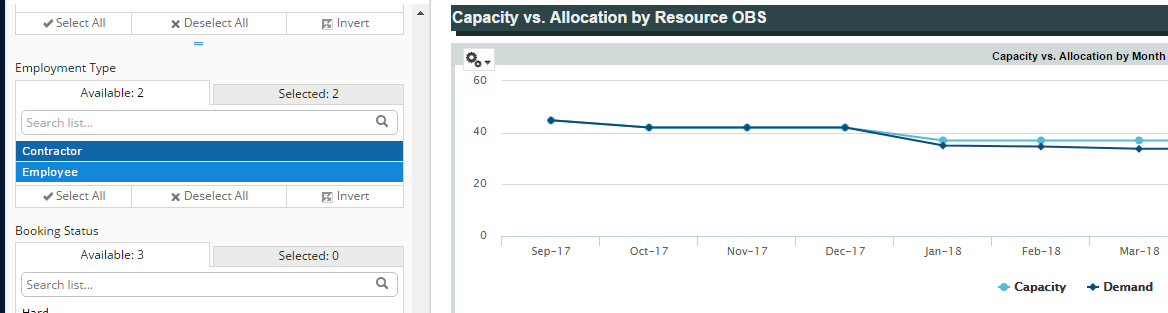 Select All
Deselect All
Invert
Employment Type
Available: 2
Selected: 2
Search list...
Contractor
Employee
Select All
Deselect All
Invert
Booking Status
Available: 3
Selected: 0
Search list...
Hard
Capacity vs. Allocation by Resource OBS
Capacity vs. Allocation by Month
60
40
20
0
Sep-17
Oct-17
Nov-17
Dec-17
Jan-18
Feb-18
Mar-18
Capacity
Demand